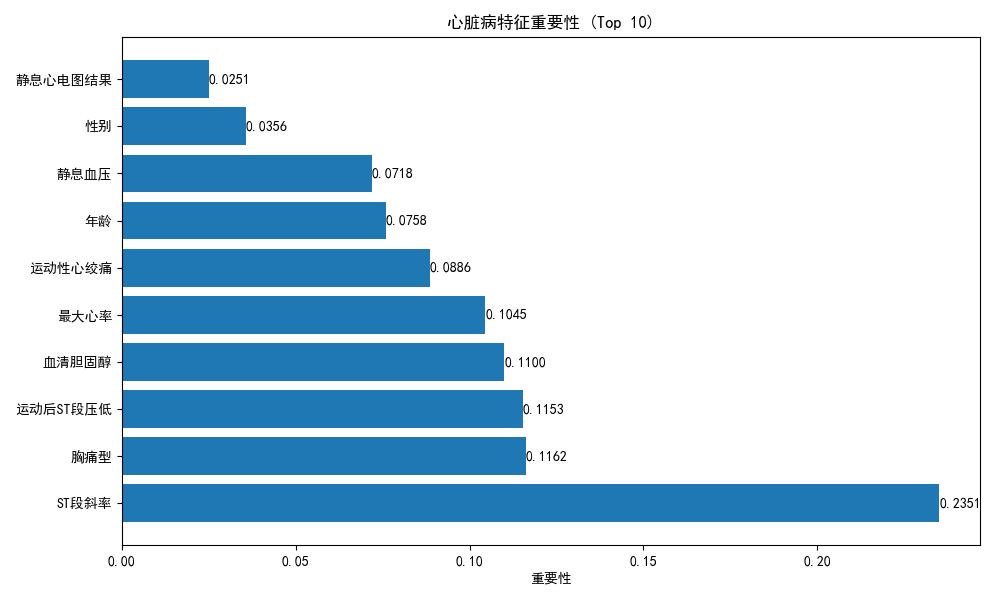 心脏病特征重要性 (Top 10)
静息心电图结果 0.0251
性别 0.0356
静息血压 0.0718
年龄 0.0758
运动性心绞痛 0.0886
最大心率 0.1045
血清胆固醇 0.1100
运动后ST段压低 0.1153
胸痛型 0.1162
ST段斜率 0.2351
0.00 0.05 0.10 0.15 0.20
重要性